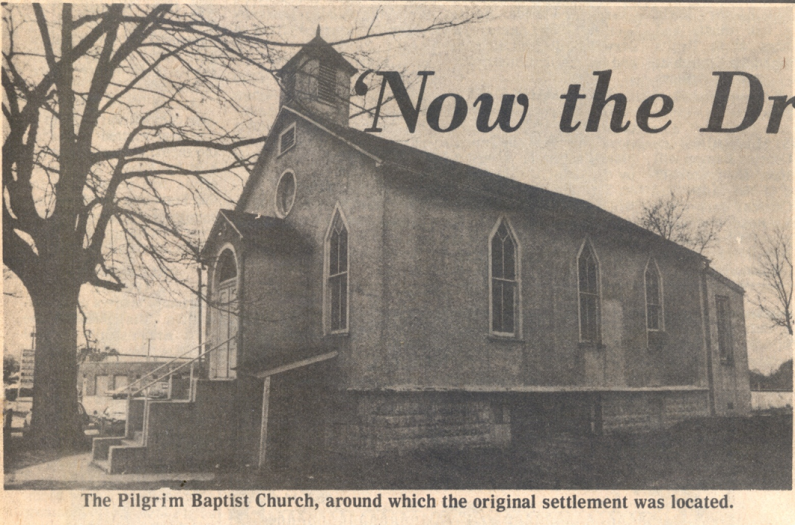 ‘Now the Dr
The Pilgrim Baptist Church, around which the original settlement was located.